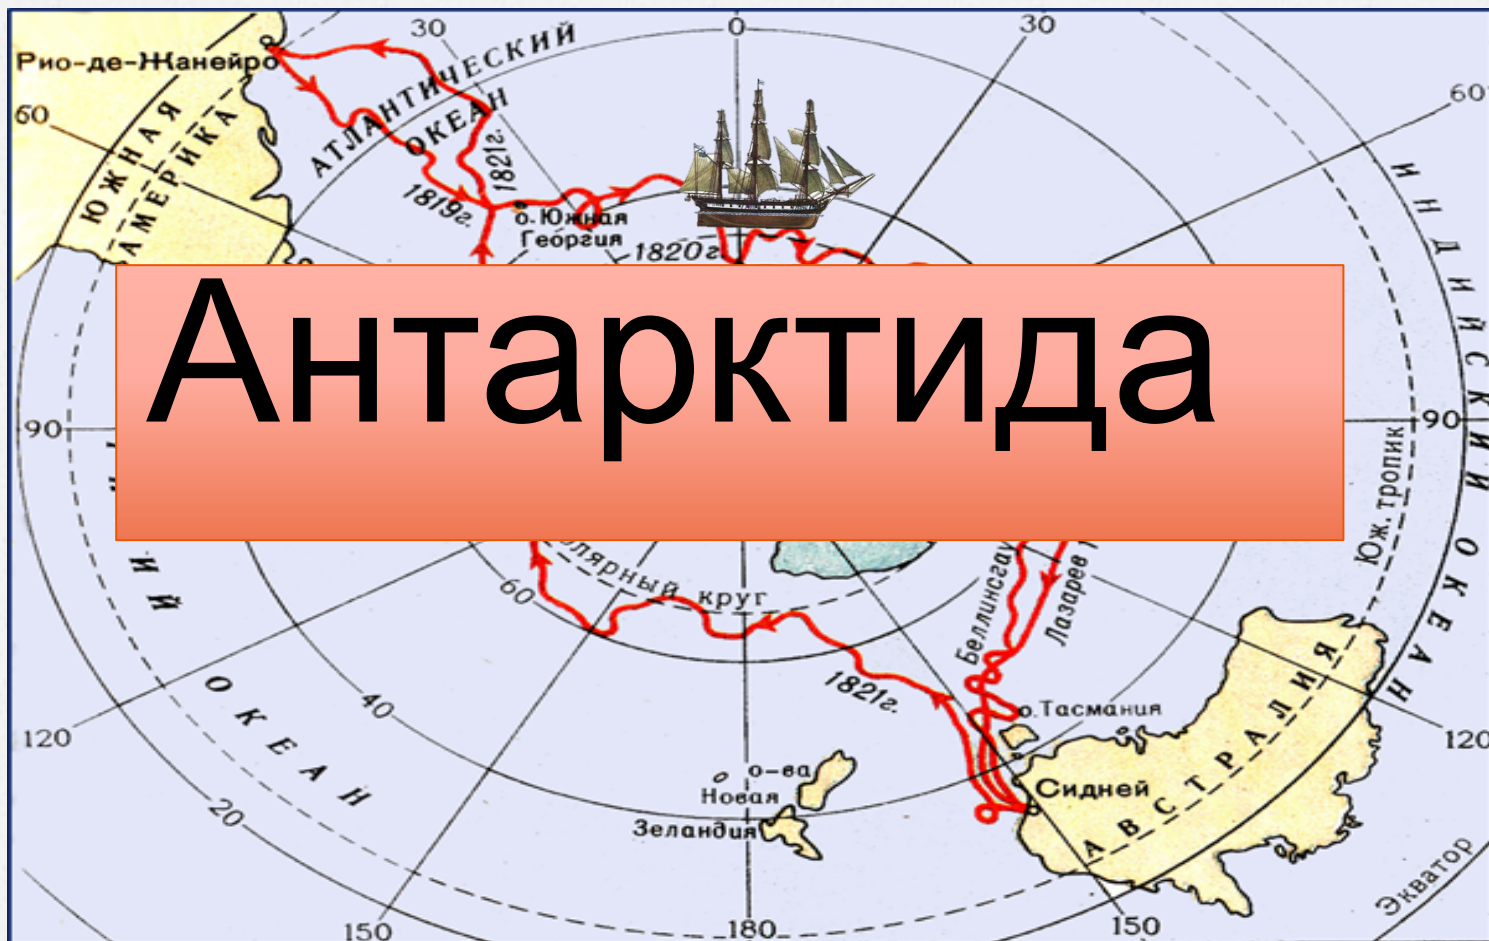 30
0
30
60
Рио-де-Жанейро
60
АТЛАНТИЧЕСКИЙ
ОКЕАН
ЮЖНАЯ
АМЕРИКА
1819г.
1821г.
о. Южная
Георгия
1820г.
ИНДИЙСКИЙ ОКЕАН
Антарктида
90
90
Юж. тропик
ИЙ
ОКЕАН
60
круг
Лазарев
1821г.
40
20
120
120
о. Тасмания
Сидней
АВСТРАЛИЯ
о-ва
Новая
Зеландия
Экватор
150
180
150